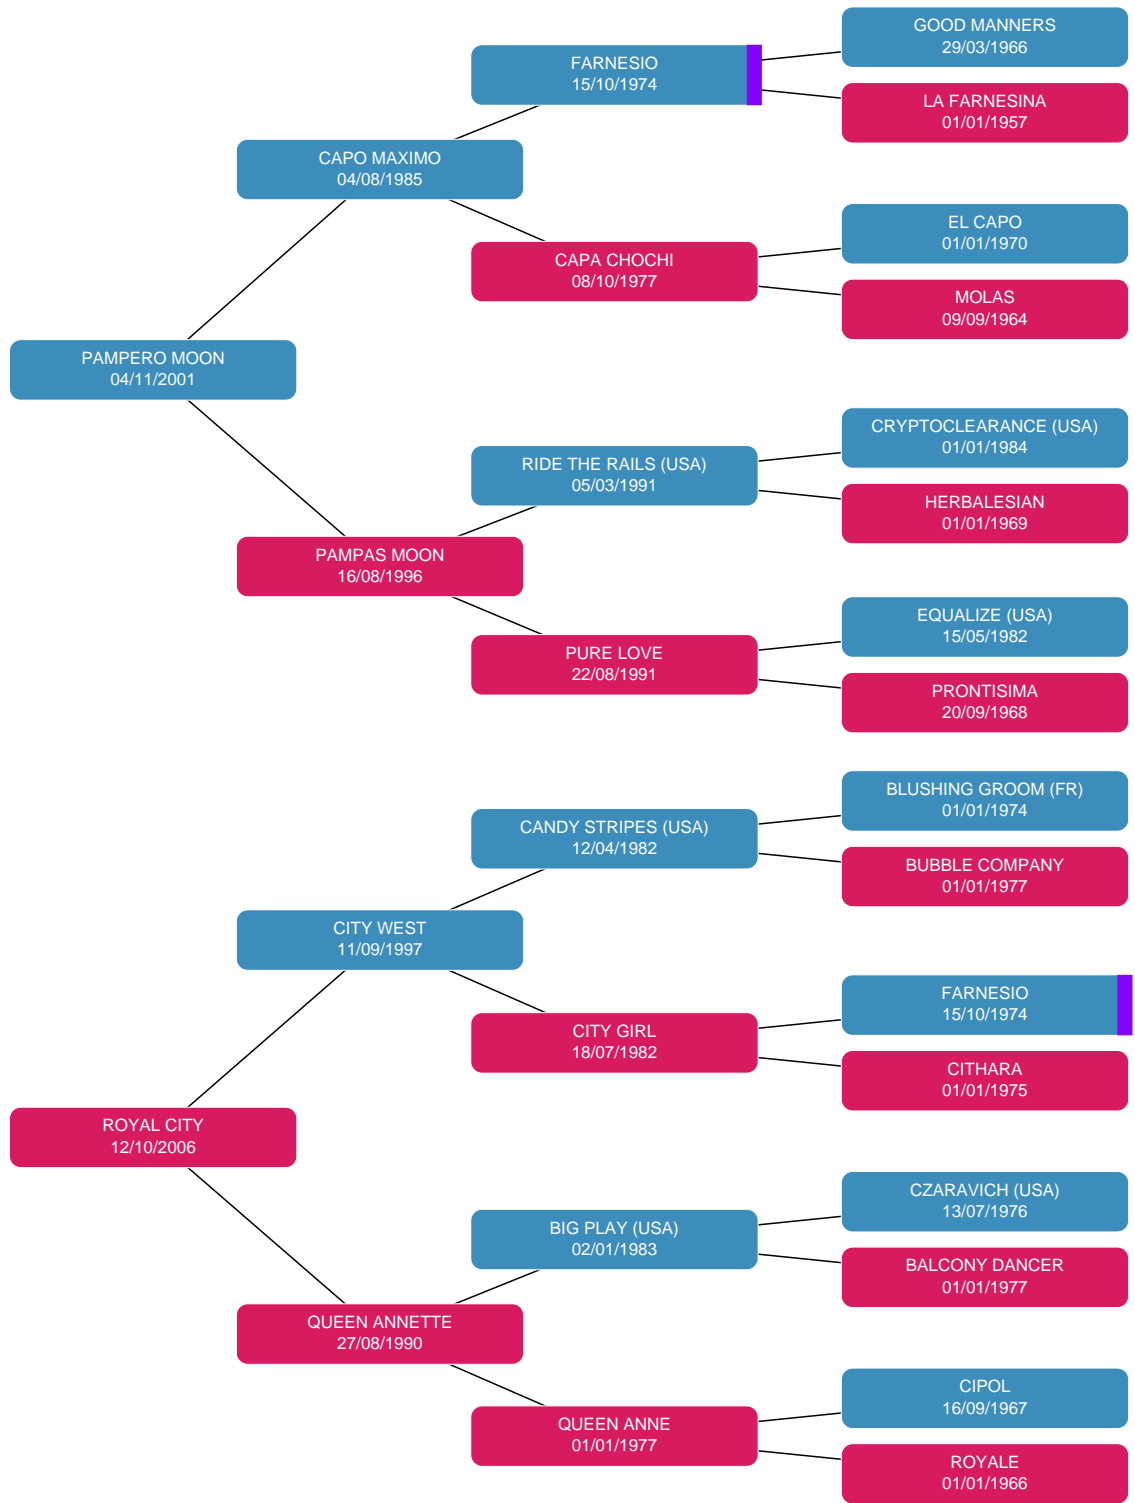 GOOD MANNERS
29/03/1966
FARNESIO
15/10/1974
LA FARNESINA
01/01/1957
CAPO MAXIMO
04/08/1985
EL CAPO
01/01/1970
CAPA CHOCHI
08/10/1977
MOLAS
09/09/1964
PAMPERO MOON
04/11/2001
CRYPTOCLEARANCE (USA)
01/01/1984
RIDE THE RAILS (USA)
05/03/1991
HERBALESIAN
01/01/1969
PAMPAS MOON
16/08/1996
EQUALIZE (USA)
15/05/1982
PURE LOVE
22/08/1991
PRONTISIMA
20/09/1968
BLUSHING GROOM (FR)
01/01/1974
CANDY STRIPES (USA)
12/04/1982
BUBBLE COMPANY
01/01/1977
CITY WEST
11/09/1997
FARNESIO
15/10/1974
CITY GIRL
18/07/1982
CITHARA
01/01/1975
ROYAL CITY
12/10/2006
CZARAVICH (USA)
13/07/1976
BIG PLAY (USA)
02/01/1983
BALCONY DANCER
01/01/1977
QUEEN ANNETTE
27/08/1990
CIPOL
16/09/1967
QUEEN ANNE
01/01/1977
ROYALE
01/01/1966